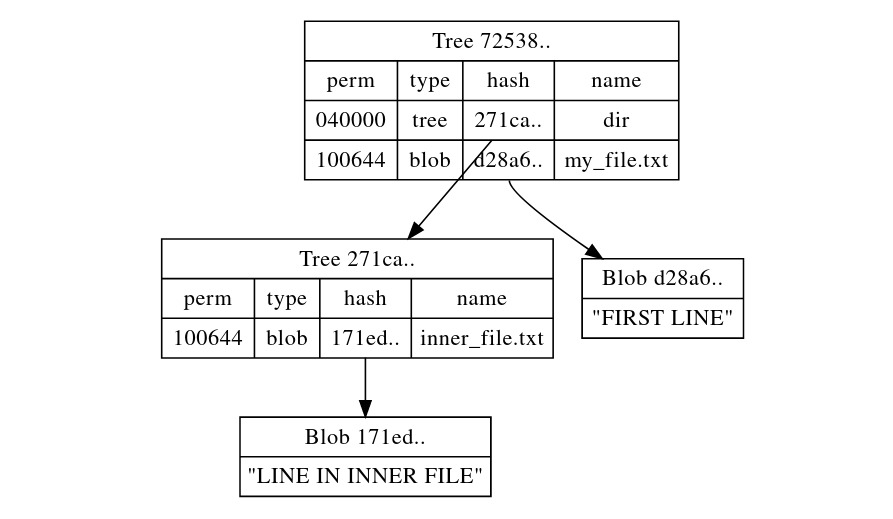 Tree 72538..
perm type hash name
040000 tree 271ca.. dir
100644 blob d28a6.. my_file.txt
Tree 271ca..
perm type hash name
100644 blob 171ed.. inner_file.txt
Blob d28a6..
"FIRST LINE"
Blob 171ed..
"LINE IN INNER FILE"